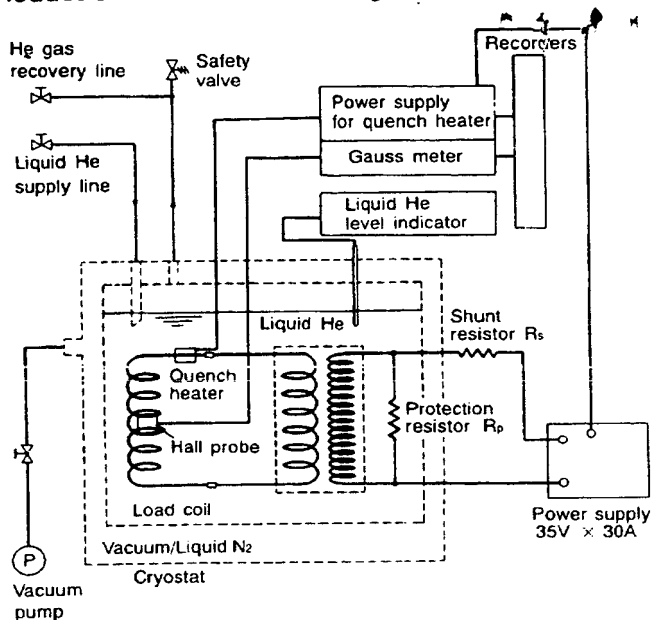 He gas
recovery line
Safety
valve
Liquid He
supply line
Recorders
Power supply
for quench heater
Gauss meter
Liquid He
level indicator
Liquid He
Shunt
resistor Rs
Quench
heater
Protection
resistor Rp
Hall probe
Load coil
Power supply
35V × 30A
Vacuum/Liquid N2
Cryostat
P
Vacuum
pump